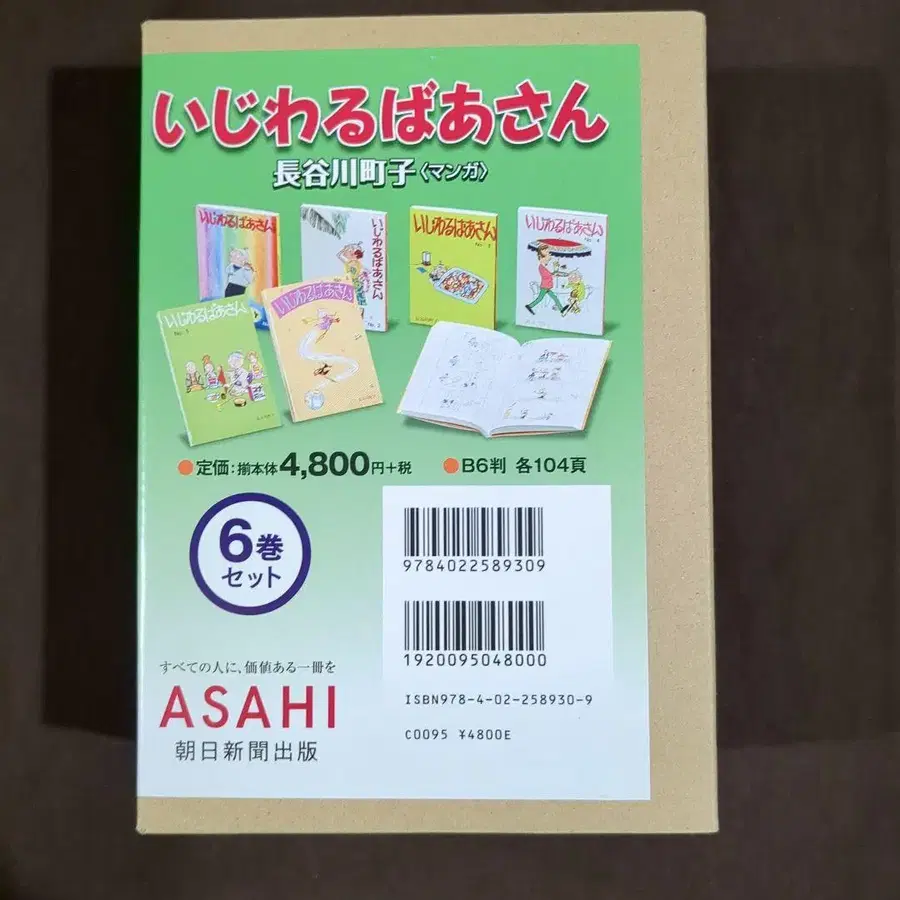 いじわるばあさん
長谷川町子〈マンガ〉
いじわるばあさん
いじわるばあさん
No. 2
いじわるばあさん
いじわるばあさん
No. 4
いじわるばあさん
いじわるばあさん
●定価:揃本体4,800円+税 ●B6判 各104頁
6巻
セット
9784022589309
1920095048000
ISBN978-4-02-258930-9
C0095 ¥4800E
すべての人に、価値ある一冊を
ASAHI
朝日新聞出版